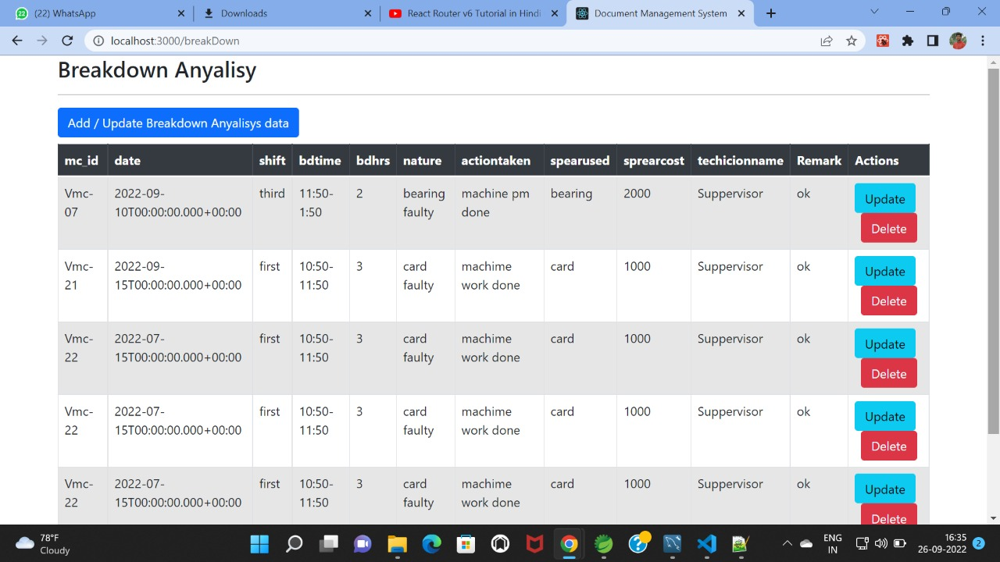 (22) WhatsApp
Downloads
React Router v6 Tutorial in Hindi
Document Management System
localhost:3000/breakDown
Breakdown Anyalisy
Add / Update Breakdown Anyalisys data
mc_id date shift bdtime bdhrs nature actiontaken spearused sprearcost techicionname Remark Actions
Vmc- 2022-09- third 11:50- 2 bearing machine pm bearing 2000 Suppervisor ok Update
07 10T00:00:00.000+00:00 1:50 faulty done
Delete
Vmc- 2022-09- first 10:50- 3 card machime card 1000 Suppervisor ok Update
21 15T00:00:00.000+00:00 11:50 faulty work done
Delete
Vmc- 2022-07- first 10:50- 3 card machime card 1000 Suppervisor ok Update
22 15T00:00:00.000+00:00 11:50 faulty work done
Delete
Vmc- 2022-07- first 10:50- 3 card machime card 1000 Suppervisor ok Update
22 15T00:00:00.000+00:00 11:50 faulty work done
Delete
Vmc- 2022-07- first 10:50- 3 card machime card 1000 Suppervisor ok Update
22 15T00:00:00.000+00:00 11:50 faulty work done
Delete
78°F
Cloudy
ENG
IN
16:35
26-09-2022
2